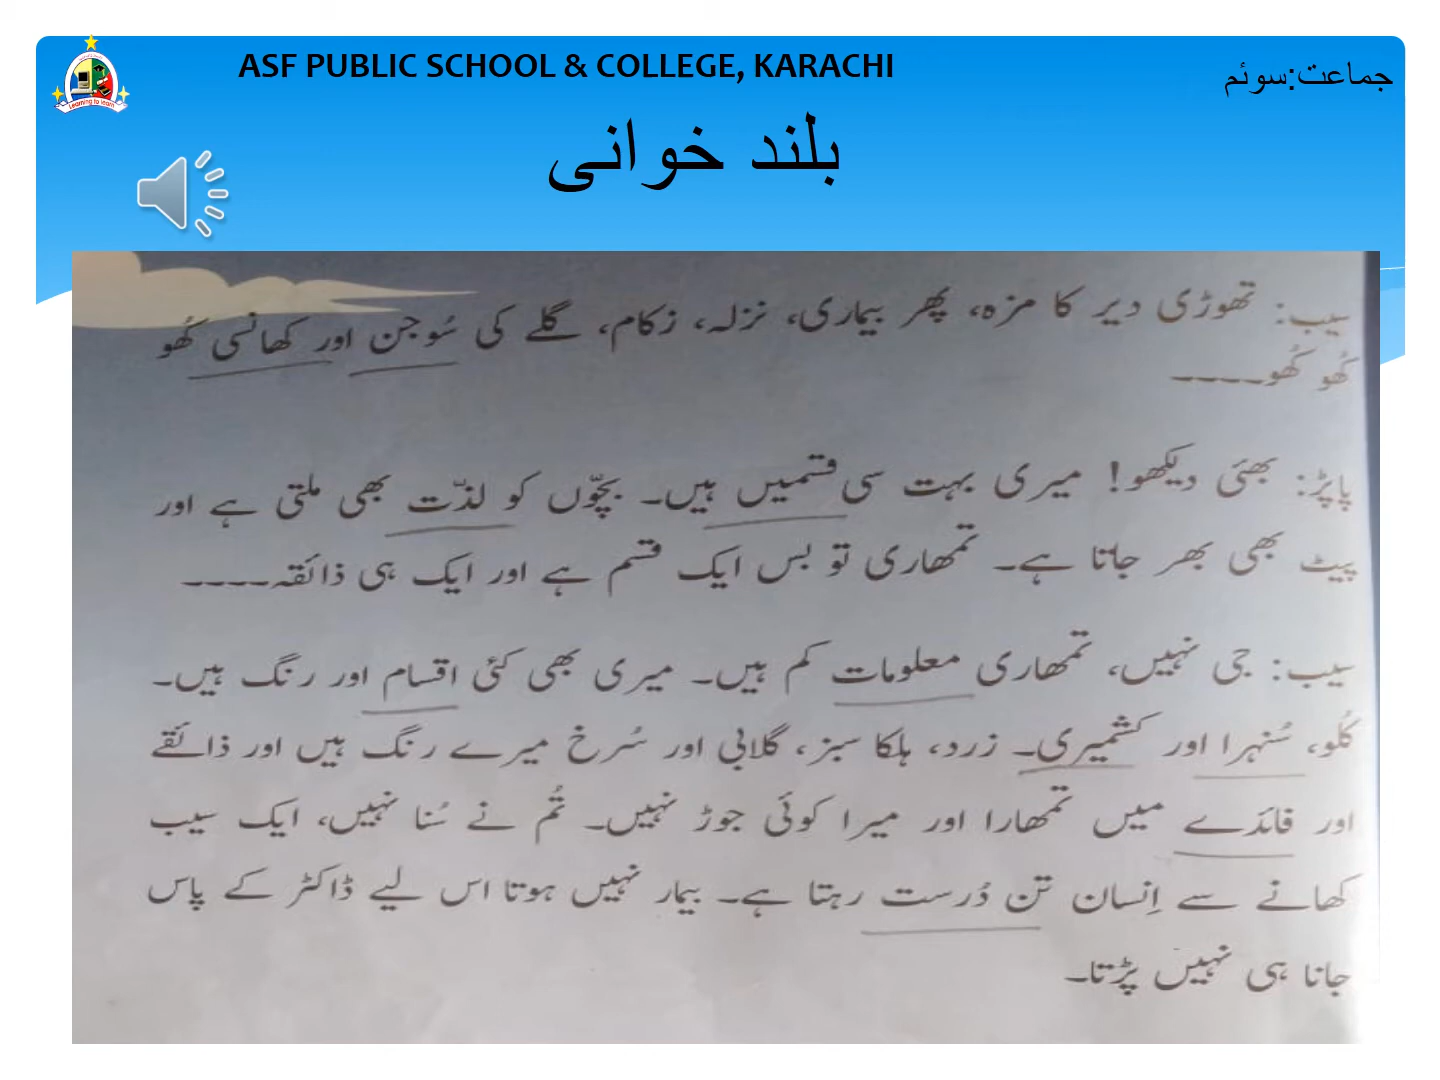 ASF PUBLIC SCHOOL & COLLEGE, KARACHI
جماعت:سوئم
Learning to learn
بلند خوانی
سیب: تھوڑی دیر کا مزہ، پھر بیماری، نزلہ، زکام، گلے کی سُوجن اور کھانسی کُھو
کُھو کُھو۔۔۔۔
پاپڑ: بھئی دیکھو! میری بہت سی قسمیں ہیں۔ بچّوں کو لذّت بھی ملتی ہے اور
پیٹ بھی بھر جاتا ہے۔ تمھاری تو بس ایک قسم ہے اور ایک ہی ذائقہ۔۔۔۔
سیب: جی نہیں، تمھاری معلومات کم ہیں۔ میری بھی کئی اقسام اور رنگ ہیں۔
کُلو، سُنہرا اور کشمیری۔ زرد، ہلکا سبز، گلابی اور سُرخ میرے رنگ ہیں اور ذائقے
اور فائدے میں تمھارا اور میرا کوئی جوڑ نہیں۔ تُم نے سُنا نہیں، ایک سیب
کھانے سے اِنسان تن دُرست رہتا ہے۔ بیمار نہیں ہوتا اس لیے ڈاکٹر کے پاس
جانا ہی نہیں پڑتا۔